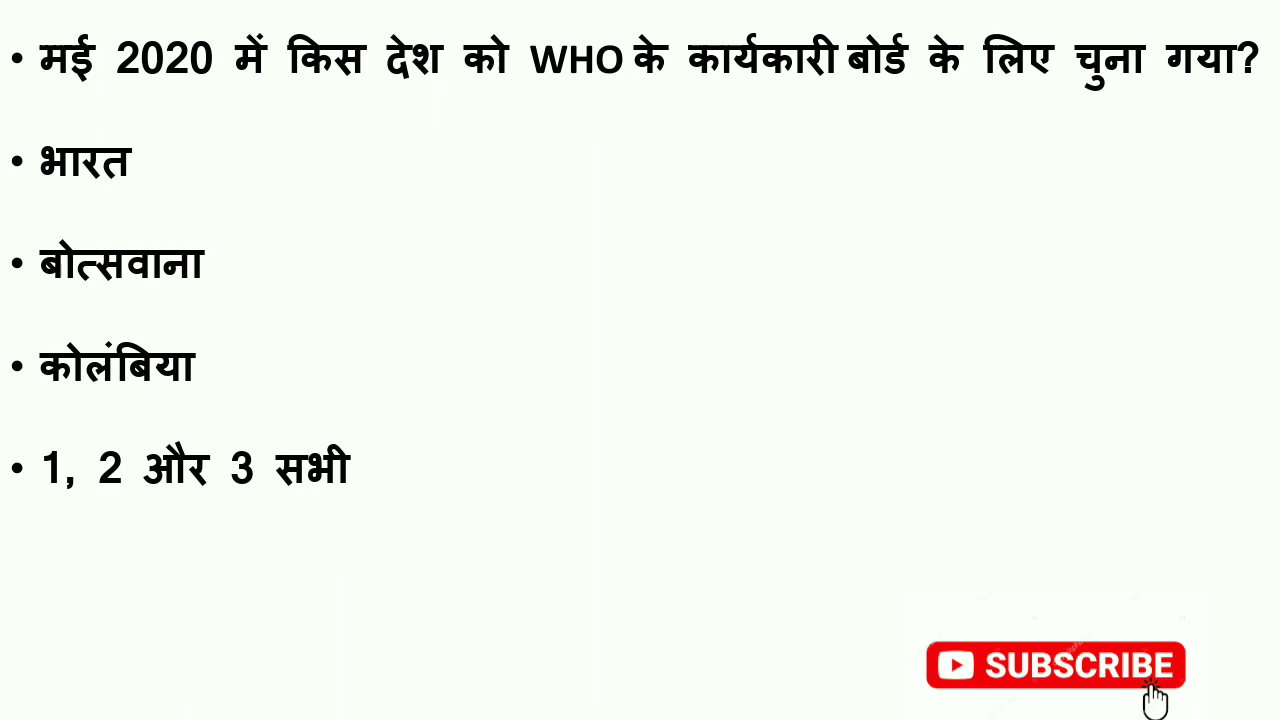 • मई 2020 में किस देश को WHO के कार्यकारी बोर्ड के लिए चुना गया?
• भारत
• बोत्सवाना
• कोलंबिया
• 1, 2 और 3 सभी
SUBSCRIBE